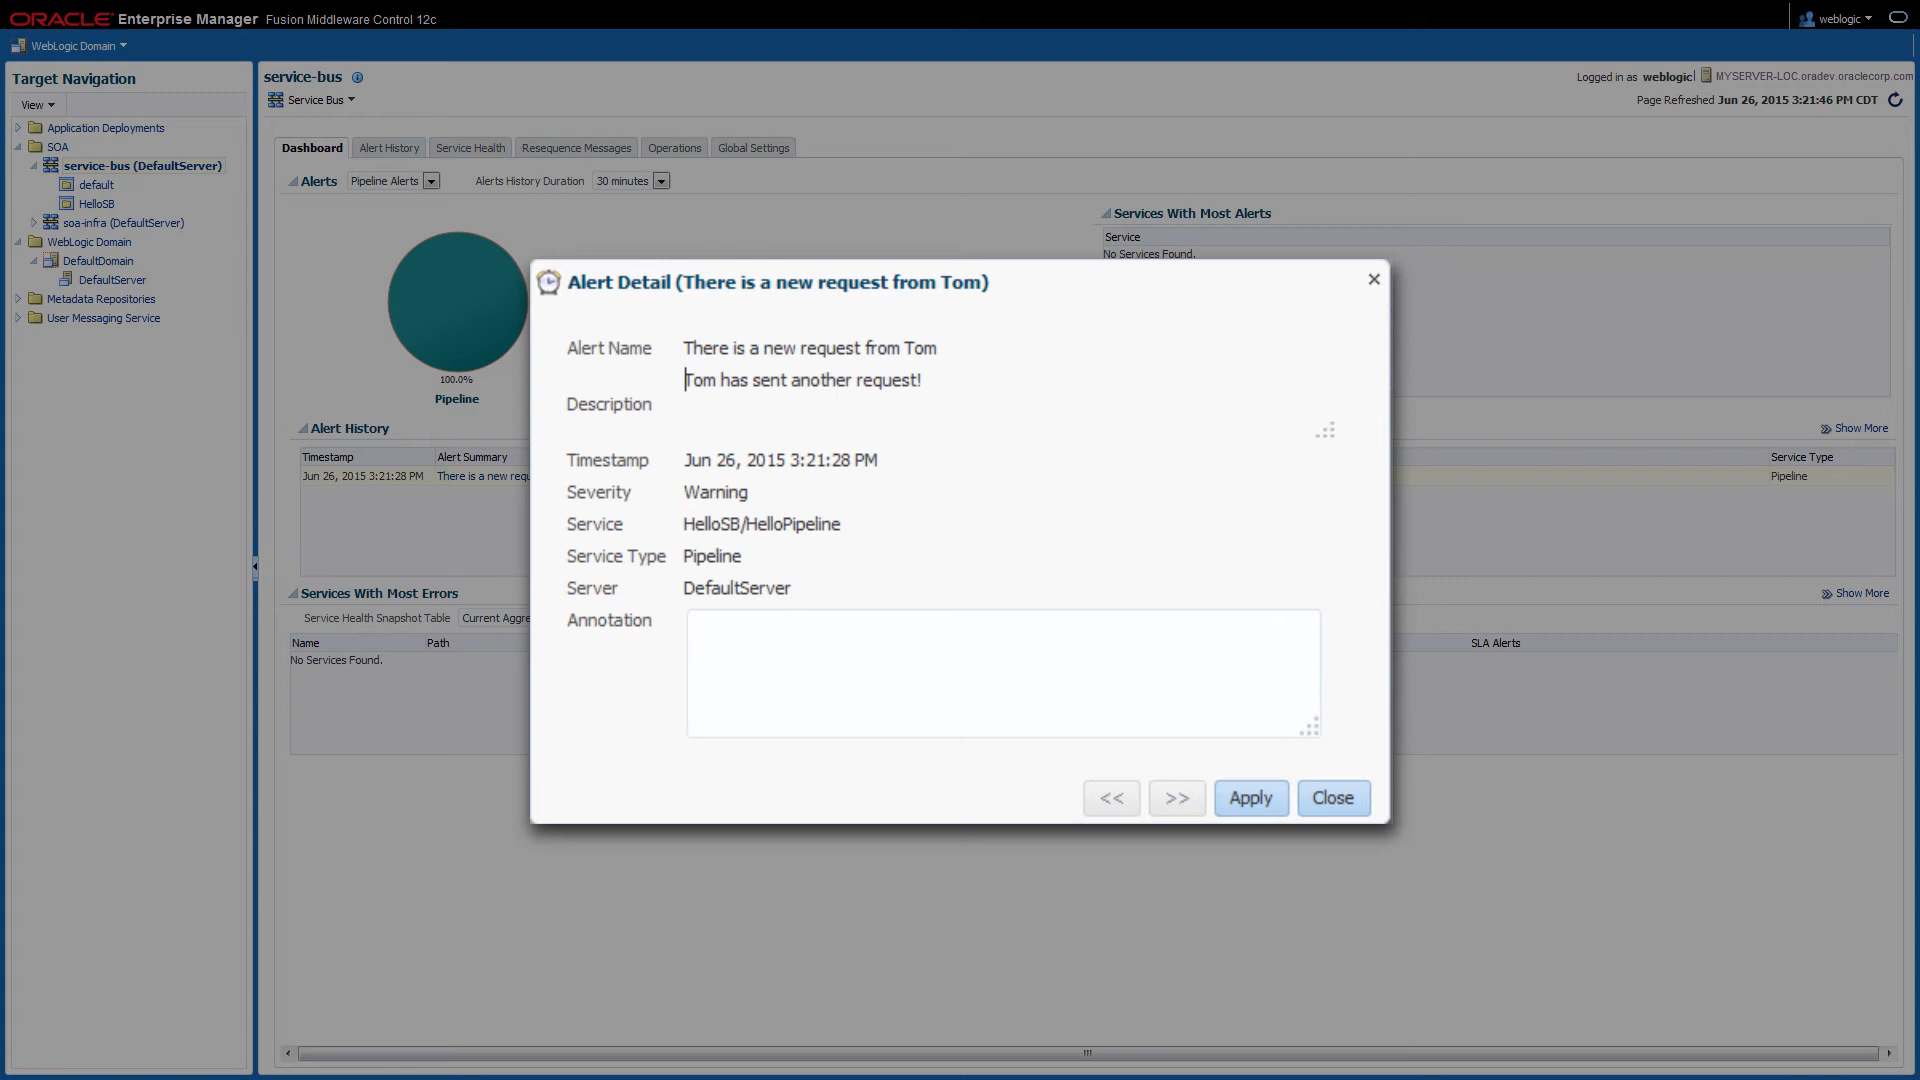 ORACLE Enterprise Manager Fusion Middleware Control 12c
weblogic
WebLogic Domain
Target Navigation
View
Application Deployments
SOA
service-bus (DefaultServer)
default
HelloSB
soa-infra (DefaultServer)
WebLogic Domain
DefaultDomain
DefaultServer
Metadata Repositories
User Messaging Service
service-bus
Logged in as weblogic MYSERVER-LOC.oradev.oraclecorp.com
Service Bus
Page Refreshed Jun 26, 2015 3:21:46 PM CDT
Dashboard Alert History Service Health Resequence Messages Operations Global Settings
Alerts Pipeline Alerts Alerts History Duration 30 minutes
100.0%
Pipeline
Services With Most Alerts
Service
No Services Found.
Alert History
Show More
Timestamp Alert Summary Service Type
Jun 26, 2015 3:21:28 PM There is a new requ Pipeline
Services With Most Errors
Show More
Service Health Snapshot Table Current Aggre
Name Path SLA Alerts
No Services Found.
Alert Detail (There is a new request from Tom)
Alert Name There is a new request from Tom
Tom has sent another request!
Description
Timestamp Jun 26, 2015 3:21:28 PM
Severity Warning
Service HelloSB/HelloPipeline
Service Type Pipeline
Server DefaultServer
Annotation
<< >> Apply Close